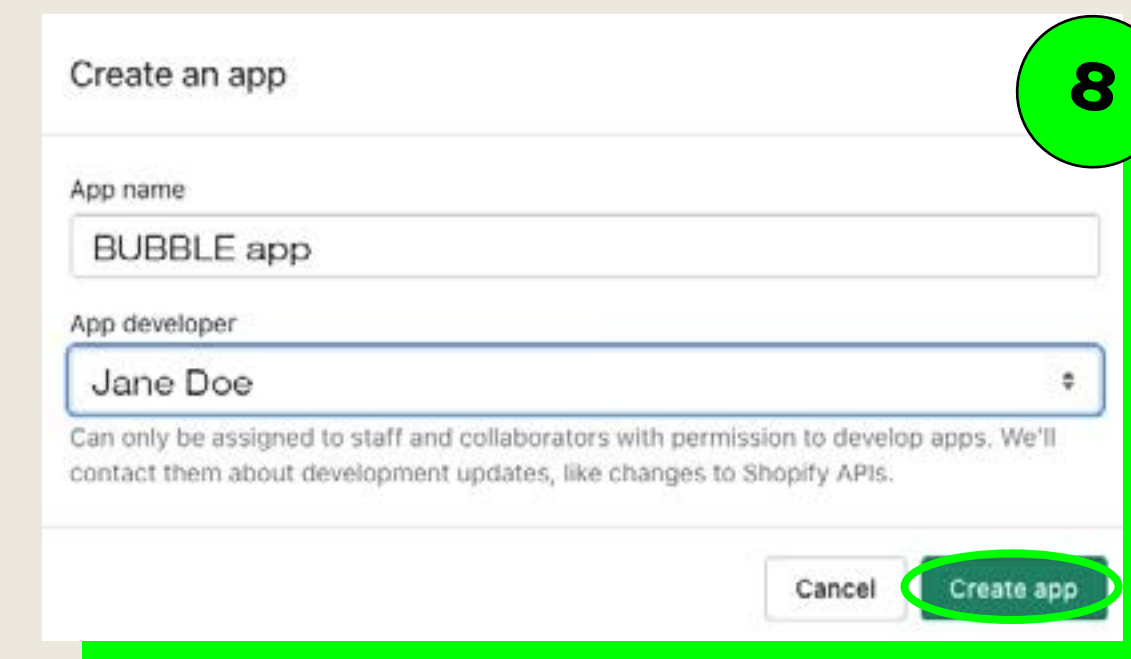 Create an app
8
App name
BUBBLE app
App developer
Jane Doe
Can only be assigned to staff and collaborators with permission to develop apps. We'll
contact them about development updates, like changes to Shopify APIs.
Cancel
Create app